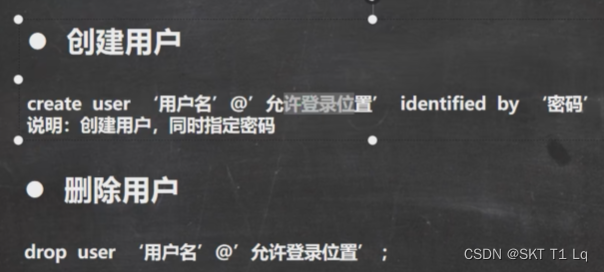 ● 创建用户
create user ‘用户名’@’允许登录位置’ identified by ‘密码’
说明：创建用户，同时指定密码
● 删除用户
drop user ‘用户名’@’允许登录位置’ ;
CSDN @SKT T1 Lq